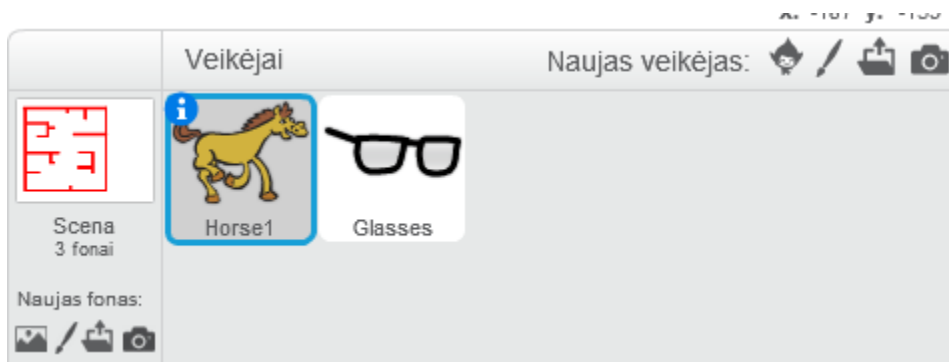 Veikėjai
Naujas veikėjas:
Horse1
Glasses
Scena
3 fonai
Naujas fonas: